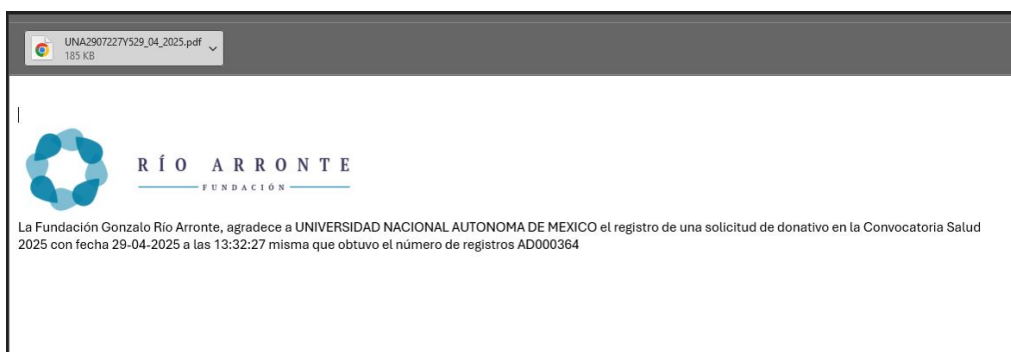 UNA2907227Y529_04_2025.pdf
185 KB
RÍO ARRONTE
FUNDACIÓN
La Fundación Gonzalo Río Arronte, agradece a UNIVERSIDAD NACIONAL AUTONOMA DE MEXICO el registro de una solicitud de donativo en la Convocatoria Salud
2025 con fecha 29-04-2025 a las 13:32:27 misma que obtuvo el número de registros AD000364